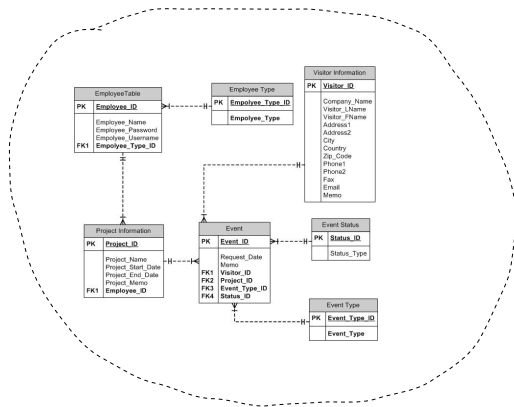 EmployeeTable
PK Employee_ID
Employee_Name
Employee_Password
Employee_Username
FK1 Empolyee_Type_ID
Employee Type
PK Empolyee_Type_ID
Empolyee_Type
Visitor Information
PK Visitor_ID
Company_Name
Visitor_LName
Visitor_FName
Address1
Address2
City
Country
Zip_Code
Phone1
Phone2
Fax
Email
Memo
Project Information
PK Project_ID
Project_Name
Project_Start_Date
Project_End_Date
Project_Memo
FK1 Employee_ID
Event
PK Event_ID
Request_Date
Memo
FK1 Visitor_ID
FK2 Project_ID
FK3 Event_Type_ID
FK4 Status_ID
Event Status
PK Status_ID
Status_Type
Event Type
PK Event_Type_ID
Event_Type